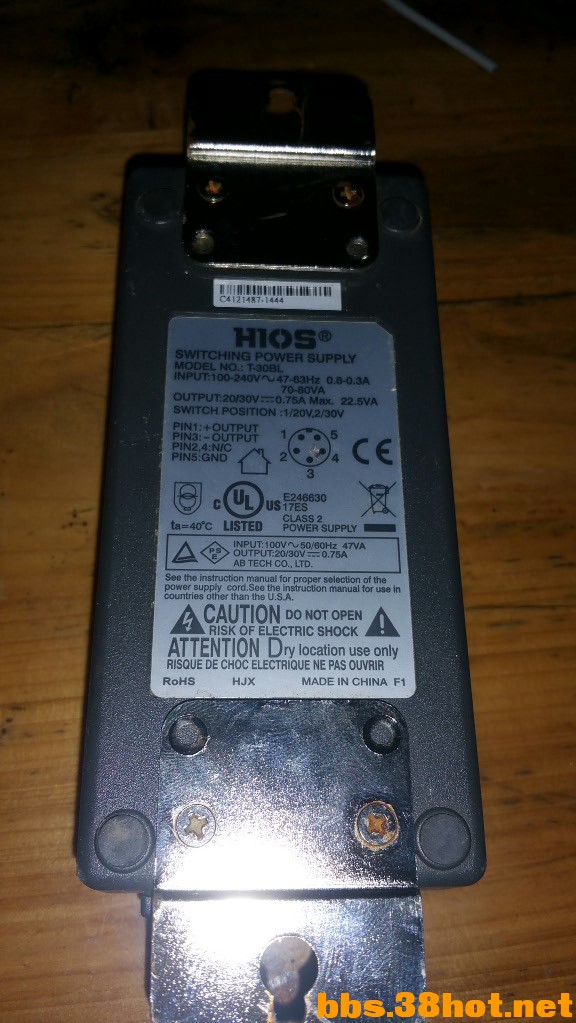 C4121487-1444
HIOS®
SWITCHING POWER SUPPLY
MODEL NO.: T-30BL
INPUT:100-240V∿47-63Hz 0.8-0.3A
70-80VA
OUTPUT:20/30V⎓0.75A Max. 22.5VA
SWITCH POSITION :1/20V,2/30V
PIN1:+OUTPUT
PIN3:−OUTPUT
PIN2,4:N/C
PIN5:GND
1 5
2 4
3
CE
ta=40°C
c UL US
LISTED
E246630
17ES
CLASS 2
POWER SUPPLY
PS
E
INPUT:100V∿50/60Hz 47VA
OUTPUT:20/30V⎓0.75A
AB TECH CO., LTD.
See the instruction manual for proper selection of the
power supply cord.See the instruction manual for use in
countries other than the U.S.A.
CAUTION DO NOT OPEN
RISK OF ELECTRIC SHOCK
ATTENTION Dry location use only
RISQUE DE CHOC ELECTRIQUE NE PAS OUVRIR
RoHS HJX MADE IN CHINA F1
bbs.38hot.net